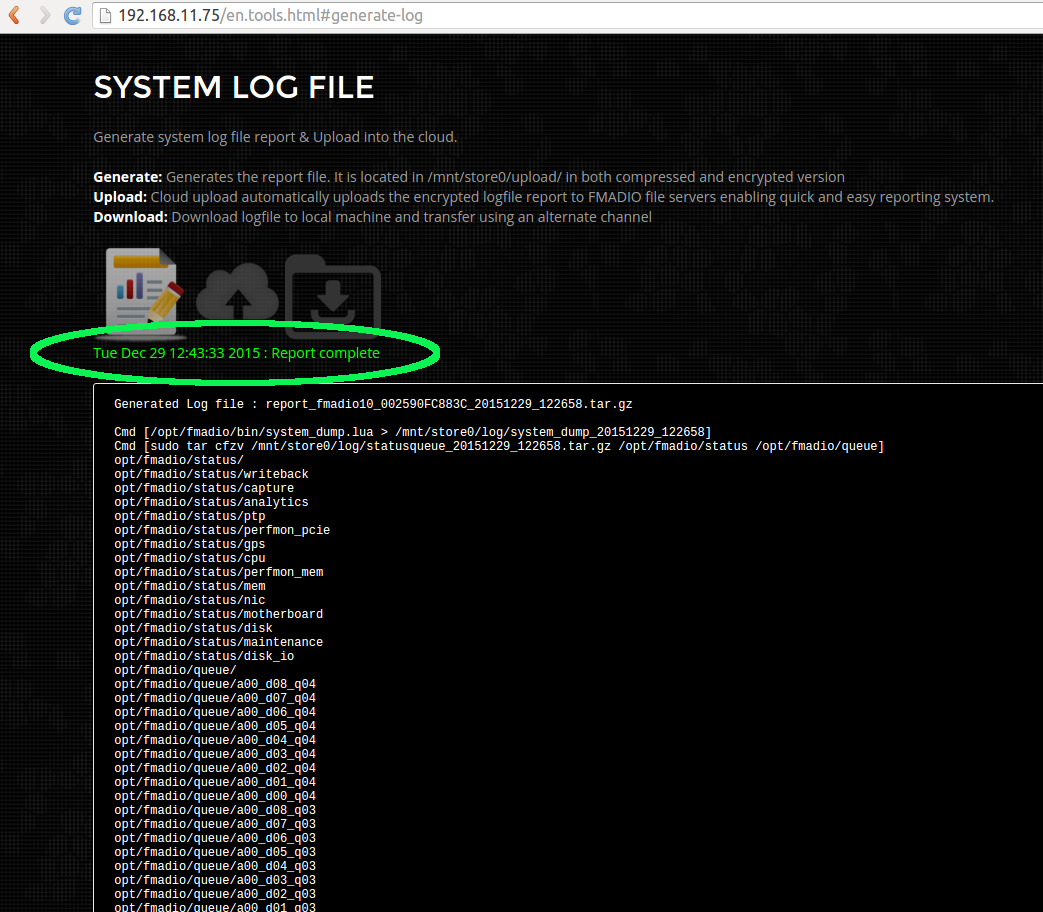 192.168.11.75/en.tools.html#generate-log
SYSTEM LOG FILE
Generate system log file report & Upload into the cloud.
Generate: Generates the report file. It is located in /mnt/store0/upload/ in both compressed and encrypted version
Upload: Cloud upload automatically uploads the encrypted logfile report to FMADIO file servers enabling quick and easy reporting system.
Download: Download logfile to local machine and transfer using an alternate channel
Tue Dec 29 12:43:33 2015 : Report complete
Generated Log file : report_fmadio10_002590FC883C_20151229_122658.tar.gz
Cmd [/opt/fmadio/bin/system_dump.lua > /mnt/store0/log/system_dump_20151229_122658]
Cmd [sudo tar cfzv /mnt/store0/log/statusqueue_20151229_122658.tar.gz /opt/fmadio/status /opt/fmadio/queue]
opt/fmadio/status/
opt/fmadio/status/writeback
opt/fmadio/status/capture
opt/fmadio/status/analytics
opt/fmadio/status/ptp
opt/fmadio/status/perfmon_pcie
opt/fmadio/status/gps
opt/fmadio/status/cpu
opt/fmadio/status/perfmon_mem
opt/fmadio/status/mem
opt/fmadio/status/nic
opt/fmadio/status/motherboard
opt/fmadio/status/disk
opt/fmadio/status/maintenance
opt/fmadio/status/disk_io
opt/fmadio/queue/
opt/fmadio/queue/a00_d08_q04
opt/fmadio/queue/a00_d07_q04
opt/fmadio/queue/a00_d06_q04
opt/fmadio/queue/a00_d05_q04
opt/fmadio/queue/a00_d04_q04
opt/fmadio/queue/a00_d03_q04
opt/fmadio/queue/a00_d02_q04
opt/fmadio/queue/a00_d01_q04
opt/fmadio/queue/a00_d00_q04
opt/fmadio/queue/a00_d08_q03
opt/fmadio/queue/a00_d07_q03
opt/fmadio/queue/a00_d06_q03
opt/fmadio/queue/a00_d05_q03
opt/fmadio/queue/a00_d04_q03
opt/fmadio/queue/a00_d03_q03
opt/fmadio/queue/a00_d02_q03
opt/fmadio/queue/a00_d01_q03